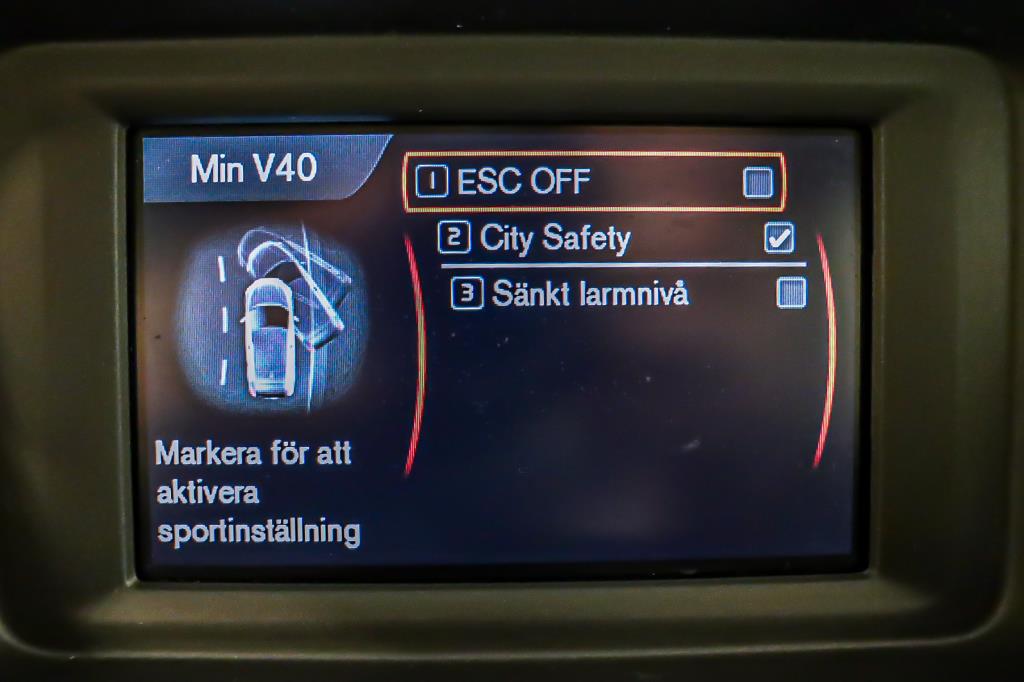 Min V40
1 ESC OFF
2 City Safety
3 Sänkt larmnivå
Markera för att
aktivera
sportinställning